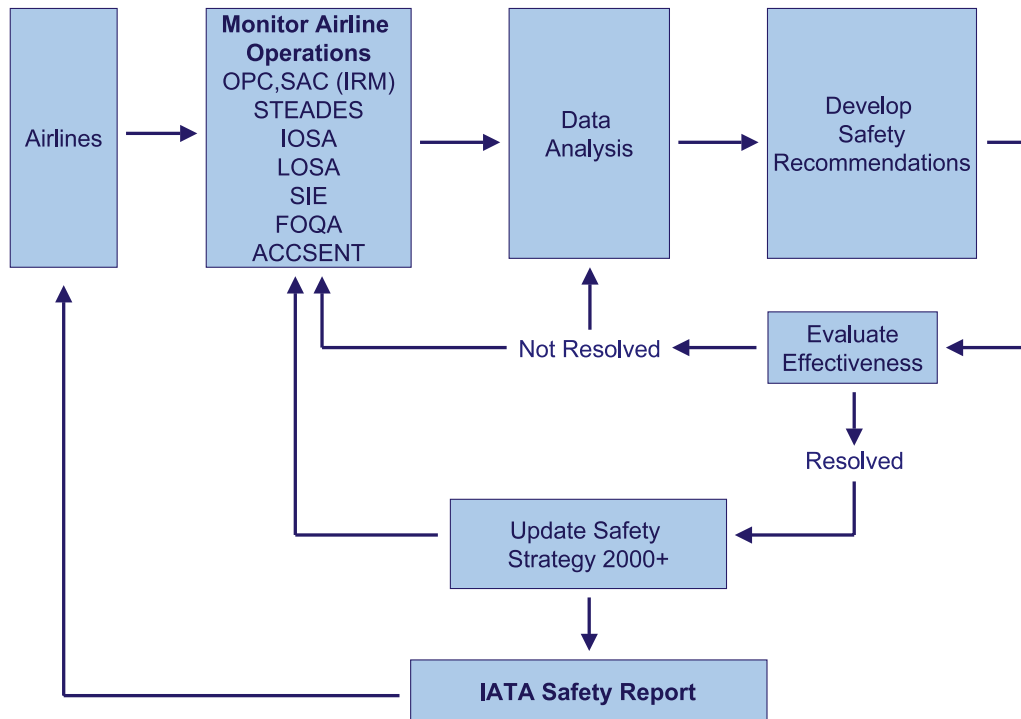 Airlines
Monitor Airline
Operations
OPC,SAC (IRM)
STEADES
IOSA
LOSA
SIE
FOQA
ACCSENT
Data
Analysis
Develop
Safety
Recommendations
Not Resolved
Evaluate
Effectiveness
Resolved
Update Safety
Strategy 2000+
IATA Safety Report